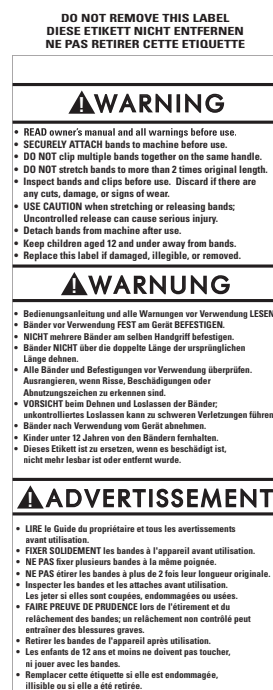 DO NOT REMOVE THIS LABEL
DIESE ETIKETT NICHT ENTFERNEN
NE PAS RETIRER CETTE ETIQUETTE
WARNING
• READ owner's manual and all warnings before use.
• SECURELY ATTACH bands to machine before use.
• DO NOT clip multiple bands together on the same handle.
• DO NOT stretch bands to more than 2 times original length.
• Inspect bands and clips before use. Discard if there are
any cuts, damage, or signs of wear.
• USE CAUTION when stretching or releasing bands;
Uncontrolled release can cause serious injury.
• Detach bands from machine after use.
• Keep children aged 12 and under away from bands.
• Replace this label if damaged, illegible, or removed.
WARNUNG
• Bedienungsanleitung und alle Warnungen vor Verwendung LESEN
• Bänder vor Verwendung FEST am Gerät BEFESTIGEN.
• NICHT mehrere Bänder am selben Handgriff befestigen.
• Bänder NICHT über die doppelte Länge der ursprünglichen
Länge dehnen.
• Alle Bänder und Befestigungen vor Verwendung überprüfen.
Ausrangieren, wenn Risse, Beschädigungen oder
Abnutzungszeichen zu erkennen sind.
• VORSICHT beim Dehnen und Loslassen der Bänder;
unkontrolliertes Loslassen kann zu schweren Verletzungen führen
• Bänder nach Verwendung vom Gerät abnehmen.
• Kinder unter 12 Jahren von den Bändern fernhalten.
• Dieses Etikett ist zu ersetzen, wenn es beschädigt ist,
nicht mehr lesbar ist oder entfernt wurde.
ADVERTISSEMENT
• LIRE le Guide du propriétaire et tous les avertissements
avant utilisation.
• FIXER SOLIDEMENT les bandes à l'appareil avant utilisation.
• NE PAS fixer plusieurs bandes à la même poignée.
• NE PAS étirer les bandes à plus de 2 fois leur longueur originale.
• Inspecter les bandes et les attaches avant utilisation.
Les jeter si elles sont coupées, endommagées ou usées.
• FAIRE PREUVE DE PRUDENCE lors de l'étirement et du
relâchement des bandes; un relâchement non contrôlé peut
entraîner des blessures graves.
• Retirer les bandes de l'appareil après utilisation.
• Les enfants de 12 ans et moins ne doivent pas toucher,
ni jouer avec les bandes.
• Remplacer cette étiquette si elle est endommagée,
illisible ou si elle a été retirée.